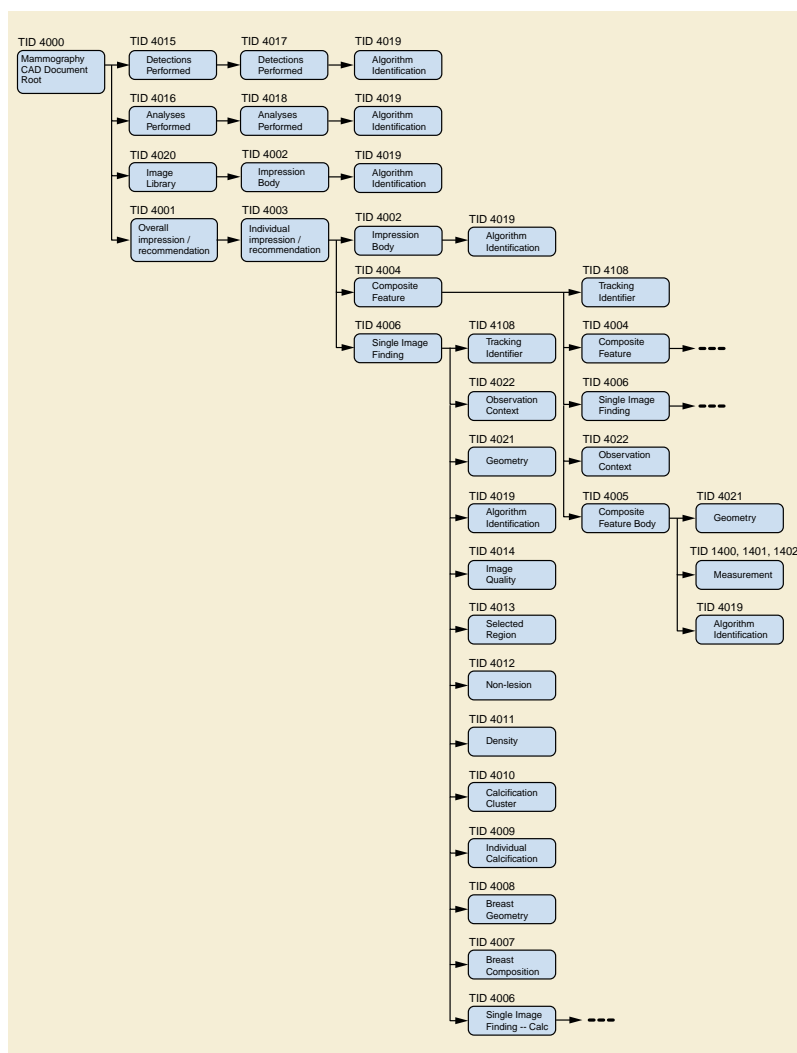 TID 4000
Mammography
CAD Document
Root
TID 4015
Detections
Performed
TID 4017
Detections
Performed
TID 4019
Algorithm
Identification
TID 4016
Analyses
Performed
TID 4018
Analyses
Performed
TID 4019
Algorithm
Identification
TID 4020
Image
Library
TID 4002
Impression
Body
TID 4019
Algorithm
Identification
TID 4001
Overall
impression /
recommendation
TID 4003
Individual
impression /
recommendation
TID 4002
Impression
Body
TID 4019
Algorithm
Identification
TID 4004
Composite
Feature
TID 4108
Tracking
Identifier
TID 4006
Single Image
Finding
TID 4108
Tracking
Identifier
TID 4004
Composite
Feature
TID 4022
Observation
Context
TID 4006
Single Image
Finding
TID 4021
Geometry
TID 4022
Observation
Context
TID 4019
Algorithm
Identification
TID 4005
Composite
Feature Body
TID 4021
Geometry
TID 4014
Image
Quality
TID 1400, 1401, 1402
Measurement
TID 4013
Selected
Region
TID 4019
Algorithm
Identification
TID 4012
Non-lesion
TID 4011
Density
TID 4010
Calcification
Cluster
TID 4009
Individual
Calcification
TID 4008
Breast
Geometry
TID 4007
Breast
Composition
TID 4006
Single Image
Finding -- Calc